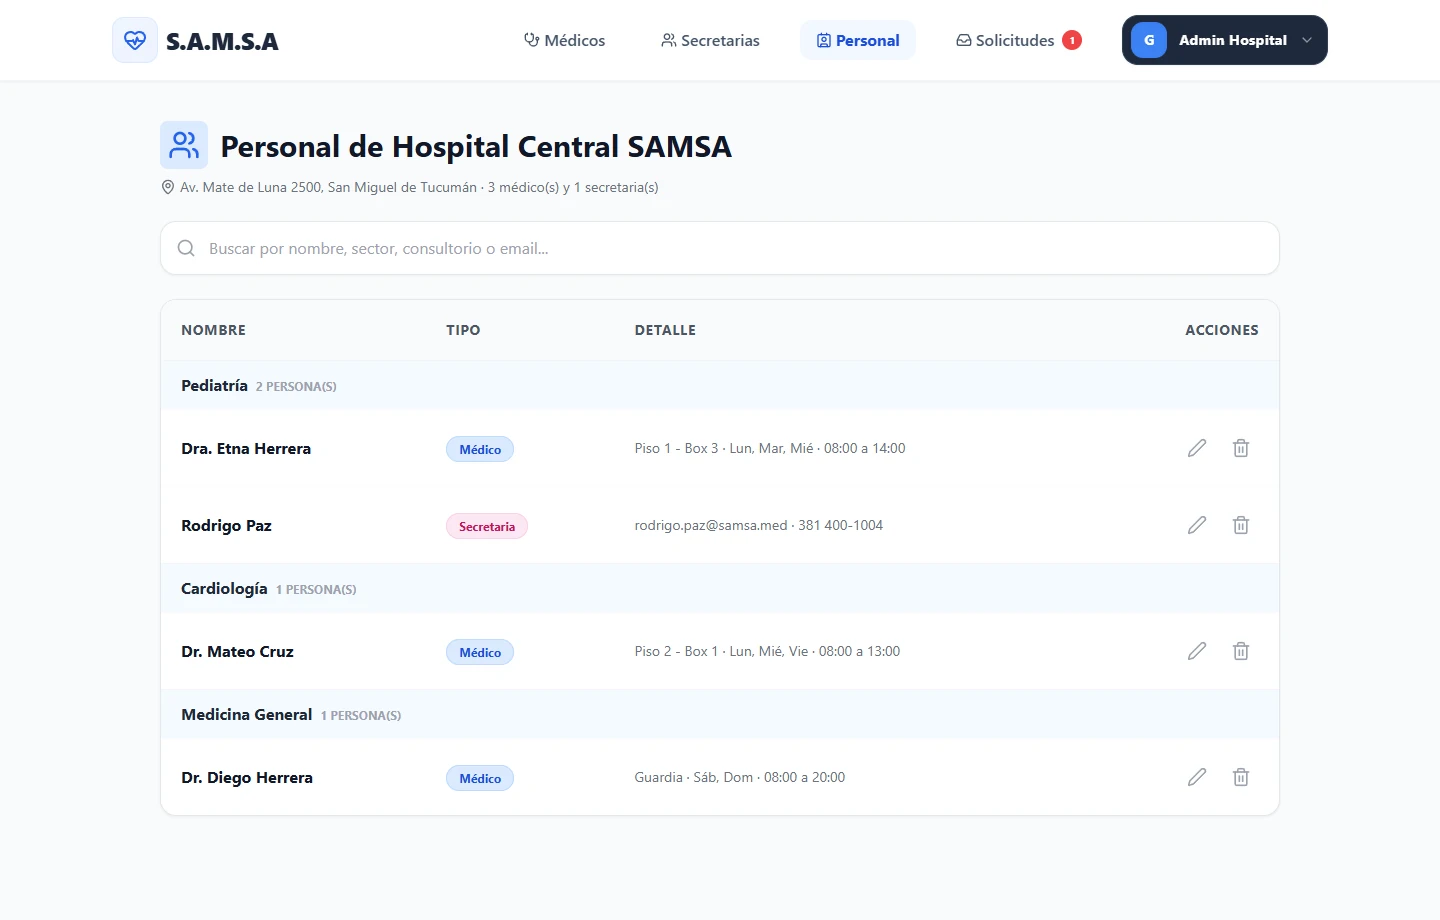 S.A.M.S.A
Médicos
Secretarias
Personal
Solicitudes 1
G Admin Hospital
Personal de Hospital Central SAMSA
Av. Mate de Luna 2500, San Miguel de Tucumán · 3 médico(s) y 1 secretaria(s)
Buscar por nombre, sector, consultorio o email...
NOMBRE TIPO DETALLE ACCIONES
Pediatría 2 PERSONA(S)
Dra. Etna Herrera Médico Piso 1 - Box 3 · Lun, Mar, Mié · 08:00 a 14:00
Rodrigo Paz Secretaria rodrigo.paz@samsa.med · 381 400-1004
Cardiología 1 PERSONA(S)
Dr. Mateo Cruz Médico Piso 2 - Box 1 · Lun, Mié, Vie · 08:00 a 13:00
Medicina General 1 PERSONA(S)
Dr. Diego Herrera Médico Guardia · Sáb, Dom · 08:00 a 20:00